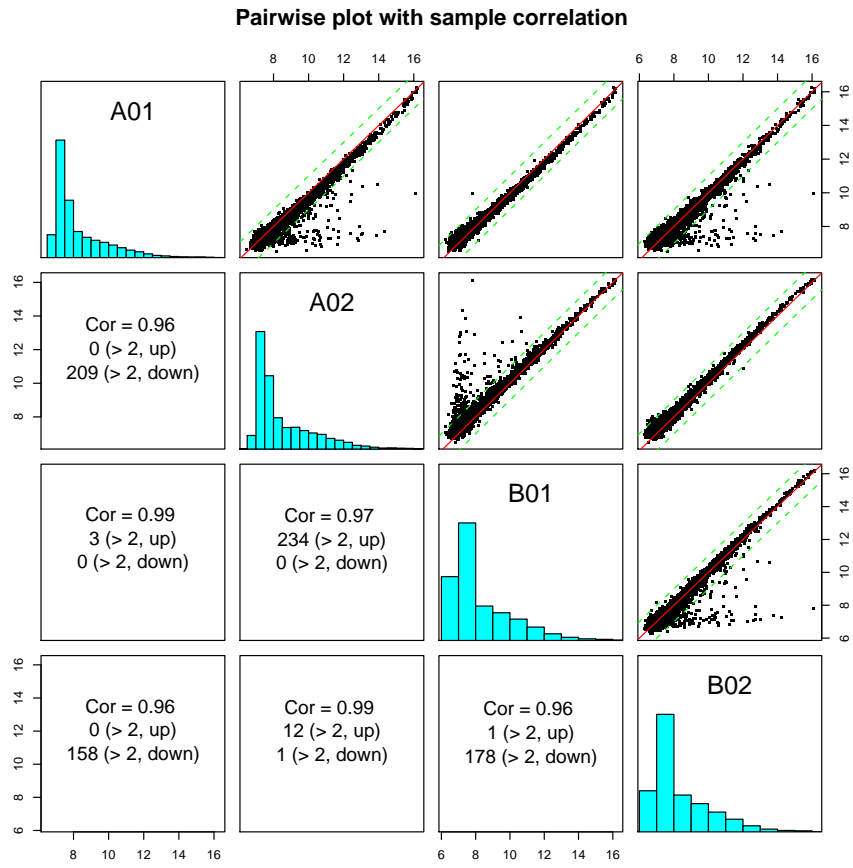 Pairwise plot with sample correlation
8 10 12 14 16
6 8 10 12 14 16
A01
8 10 12 14 16
8 10 12 14 16
Cor = 0.96
0 (> 2, up)
209 (> 2, down)
A02
Cor = 0.99
3 (> 2, up)
0 (> 2, down)
Cor = 0.97
234 (> 2, up)
0 (> 2, down)
B01
6 8 10 12 14 16
6 8 10 12 14 16
Cor = 0.96
0 (> 2, up)
158 (> 2, down)
Cor = 0.99
12 (> 2, up)
1 (> 2, down)
Cor = 0.96
1 (> 2, up)
178 (> 2, down)
B02
8 10 12 14 16
6 8 10 12 14 16